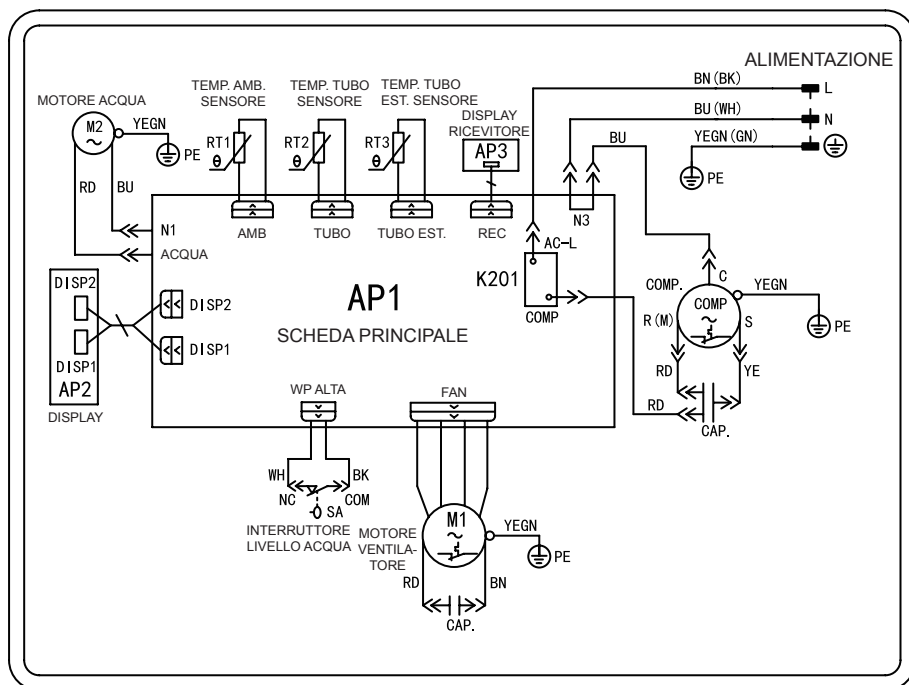 ALIMENTAZIONE
BN(BK)
L
BU(WH)
N
BU
YEGN(GN)
PE
MOTORE ACQUA
M2
YEGN
PE
RD
BU
TEMP. AMB.
SENSORE
RT1
θ
TEMP. TUBO
SENSORE
RT2
θ
TEMP. TUBO
EST. SENSORE
RT3
θ
DISPLAY
RICEVITORE
AP3
N1
ACQUA
AMB
TUBO
TUBO EST.
REC
N3
AC-L
K201
COMP
DISP2
DISP1
AP2
DISPLAY
DISP2
DISP1
AP1
SCHEDA PRINCIPALE
COMP.
C
COMP
YEGN
PE
R(M)
S
RD
YE
RD
CAP.
WP ALTA
FAN
WH
BK
NC
COM
SA
INTERRUTTORE
LIVELLO ACQUA
MOTORE
VENTILA-
TORE
M1
YEGN
PE
RD
BN
CAP.